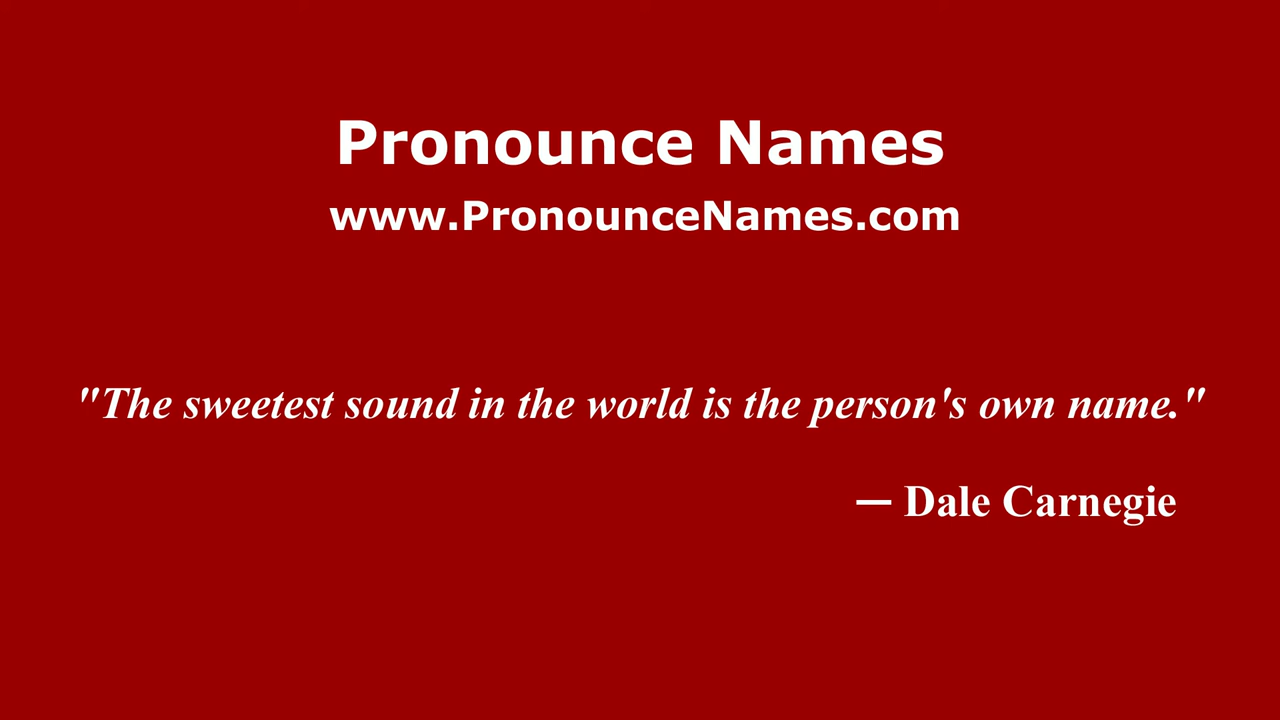 Pronounce Names
www.PronounceNames.com
"The sweetest sound in the world is the person's own name."
— Dale Carnegie